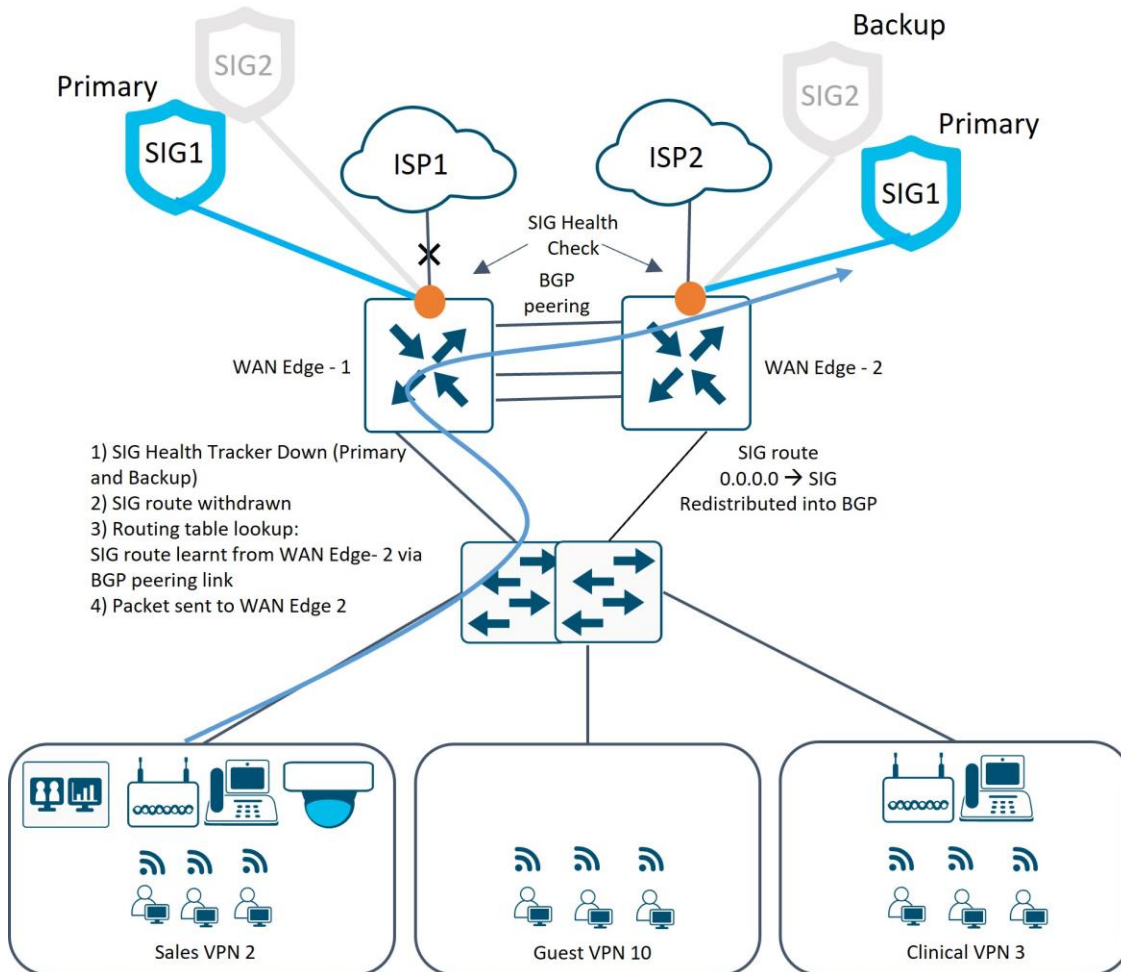 Backup
SIG2
SIG2
Primary
Primary
SIG1
ISP1
ISP2
SIG1
SIG Health
Check
BGP
peering
WAN Edge - 1
WAN Edge - 2
1) SIG Health Tracker Down (Primary
and Backup)
2) SIG route withdrawn
3) Routing table lookup:
SIG route learnt from WAN Edge- 2 via
BGP peering link
4) Packet sent to WAN Edge 2
SIG route
0.0.0.0 → SIG
Redistributed into BGP
Sales VPN 2
Guest VPN 10
Clinical VPN 3